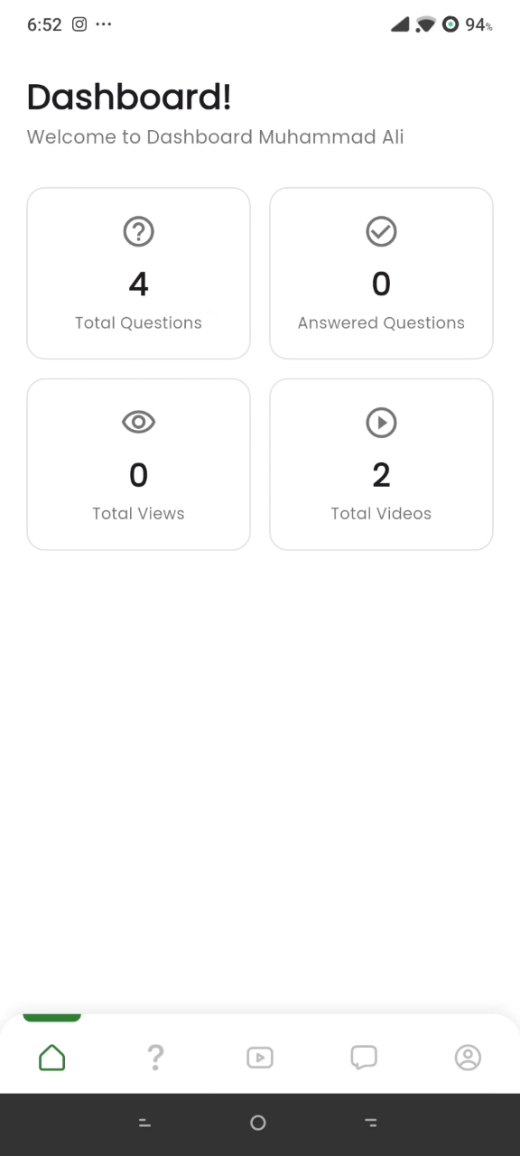 6:52 94%
Dashboard!
Welcome to Dashboard Muhammad Ali
4
Total Questions
0
Answered Questions
0
Total Views
2
Total Videos